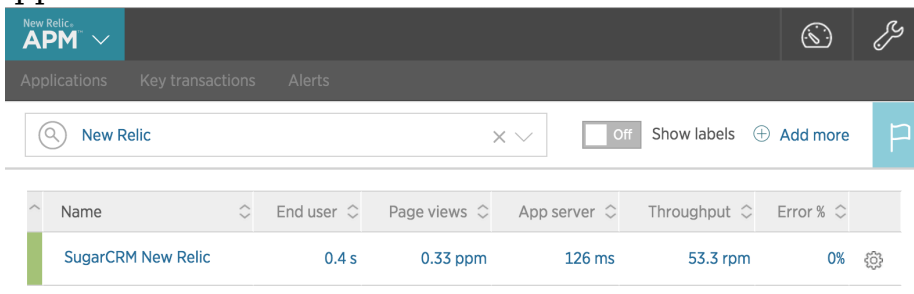 New Relic.
APM™
Applications Key transactions Alerts
New Relic Off Show labels Add more
Name End user Page views App server Throughput Error %
SugarCRM New Relic 0.4 s 0.33 ppm 126 ms 53.3 rpm 0%